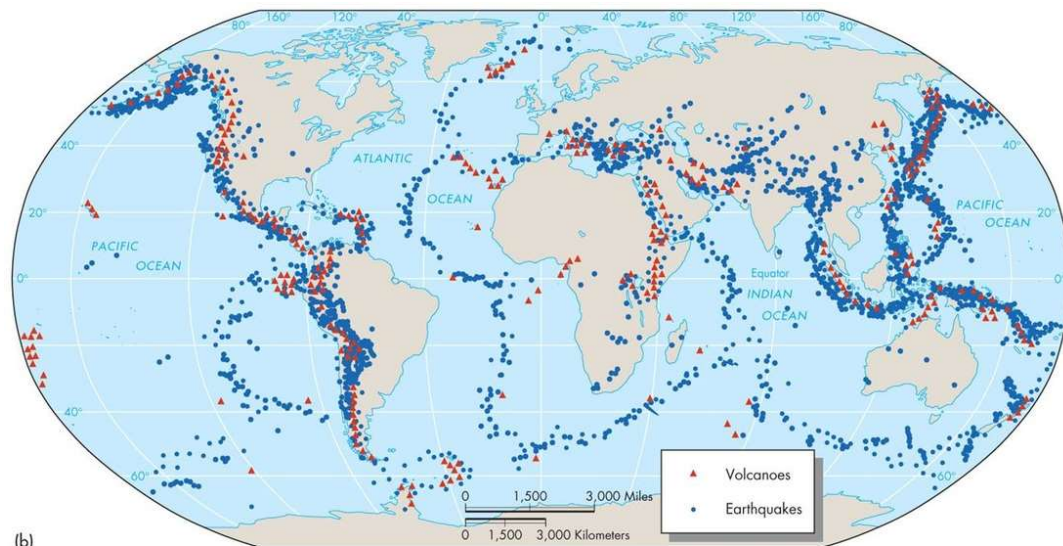 80° 160° 120° 80° 40° 0° 40° 80° 120° 160° 80°
40° ATLANTIC 40°
20° OCEAN PACIFIC 20°
PACIFIC OCEAN
OCEAN
0° Equator 0°
INDIAN
OCEAN
40° 40°
60° 60°
0 1,500 3,000 Miles
0 1,500 3,000 Kilometers
Volcanoes
Earthquakes
(b)